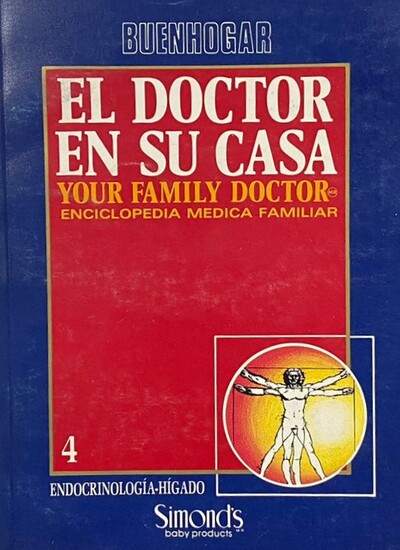 BUENHOGAR
EL DOCTOR
EN SU CASA
YOUR FAMILY DOCTOR
ENCICLOPEDIA MEDICA FAMILIAR
4
ENDOCRINOLOGÍA-HÍGADO
Simond's
baby products